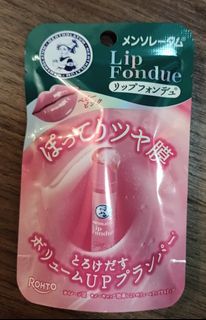 メンソレータム®
Lip
Fondue
リップフォンデュ®
ぽってりツヤ膜
Lip
Fondue
とろけだす
ボリュームUPプランパー
ROHTO